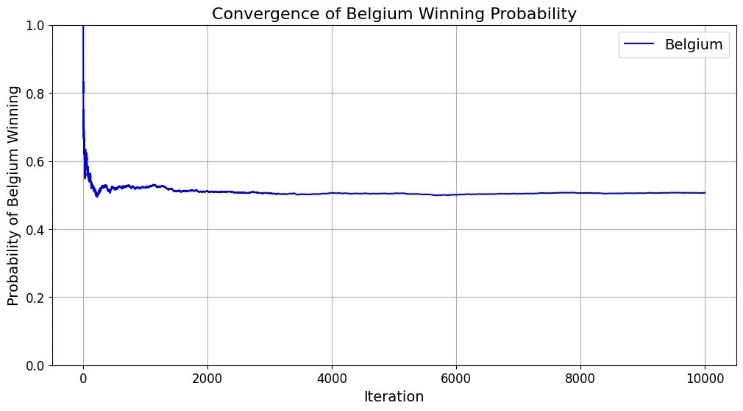 Convergence of Belgium Winning Probability
Probability of Belgium Winning
1.0
0.8
0.6
0.4
0.2
0.0
Belgium
0 2000 4000 6000 8000 10000
Iteration